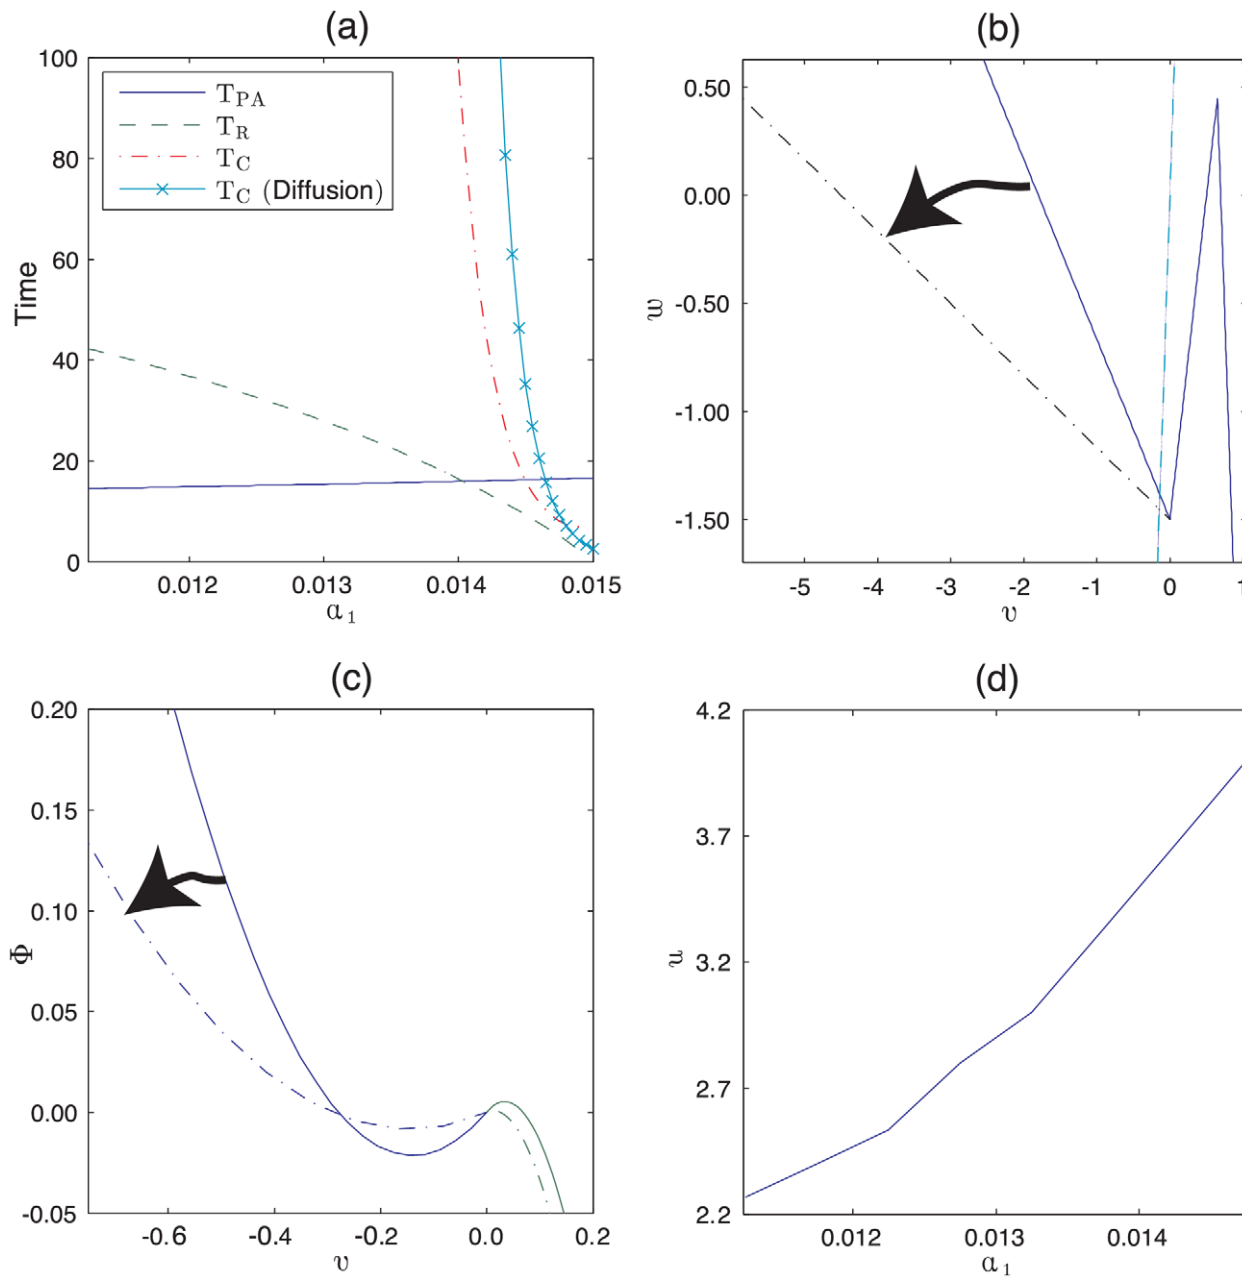 (a)
100
80
60
40
20
0
Time
T_PA
T_R
T_C
T_C (Diffusion)
0.012
0.013
0.014
0.015
α_1
(b)
0.50
0.00
-0.50
-1.00
-1.50
w
-5
-4
-3
-2
-1
0
1
υ
(c)
0.20
0.15
0.10
0.05
0.00
-0.05
Φ
-0.6
-0.4
-0.2
0.0
0.2
υ
(d)
4.2
3.7
3.2
2.7
2.2
u
0.012
0.013
0.014
α_1